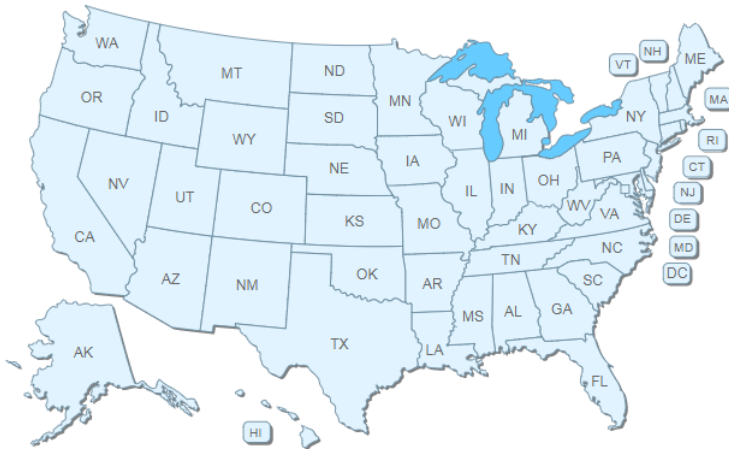 WA
MT
ND
MN
OR
ID
WY
SD
WI
MI
NY
VT
NH
ME
MA
RI
CT
NJ
DE
MD
DC
NV
UT
CO
NE
IA
IL
IN
OH
PA
CA
AZ
NM
KS
MO
KY
WV
VA
OK
AR
TN
NC
SC
TX
LA
MS
AL
GA
FL
AK
HI